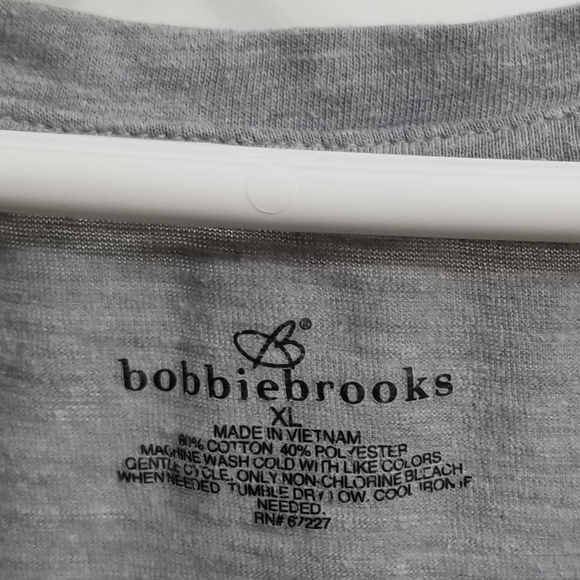 bobbiebrooks®
XL
MADE IN VIETNAM
60% COTTON 40% POLYESTER
MACHINE WASH COLD WITH LIKE COLORS
GENTLE CYCLE. ONLY NON-CHLORINE BLEACH
WHEN NEEDED TUMBLE DRY LOW. COOL IRON IF
NEEDED.
RN# 67227